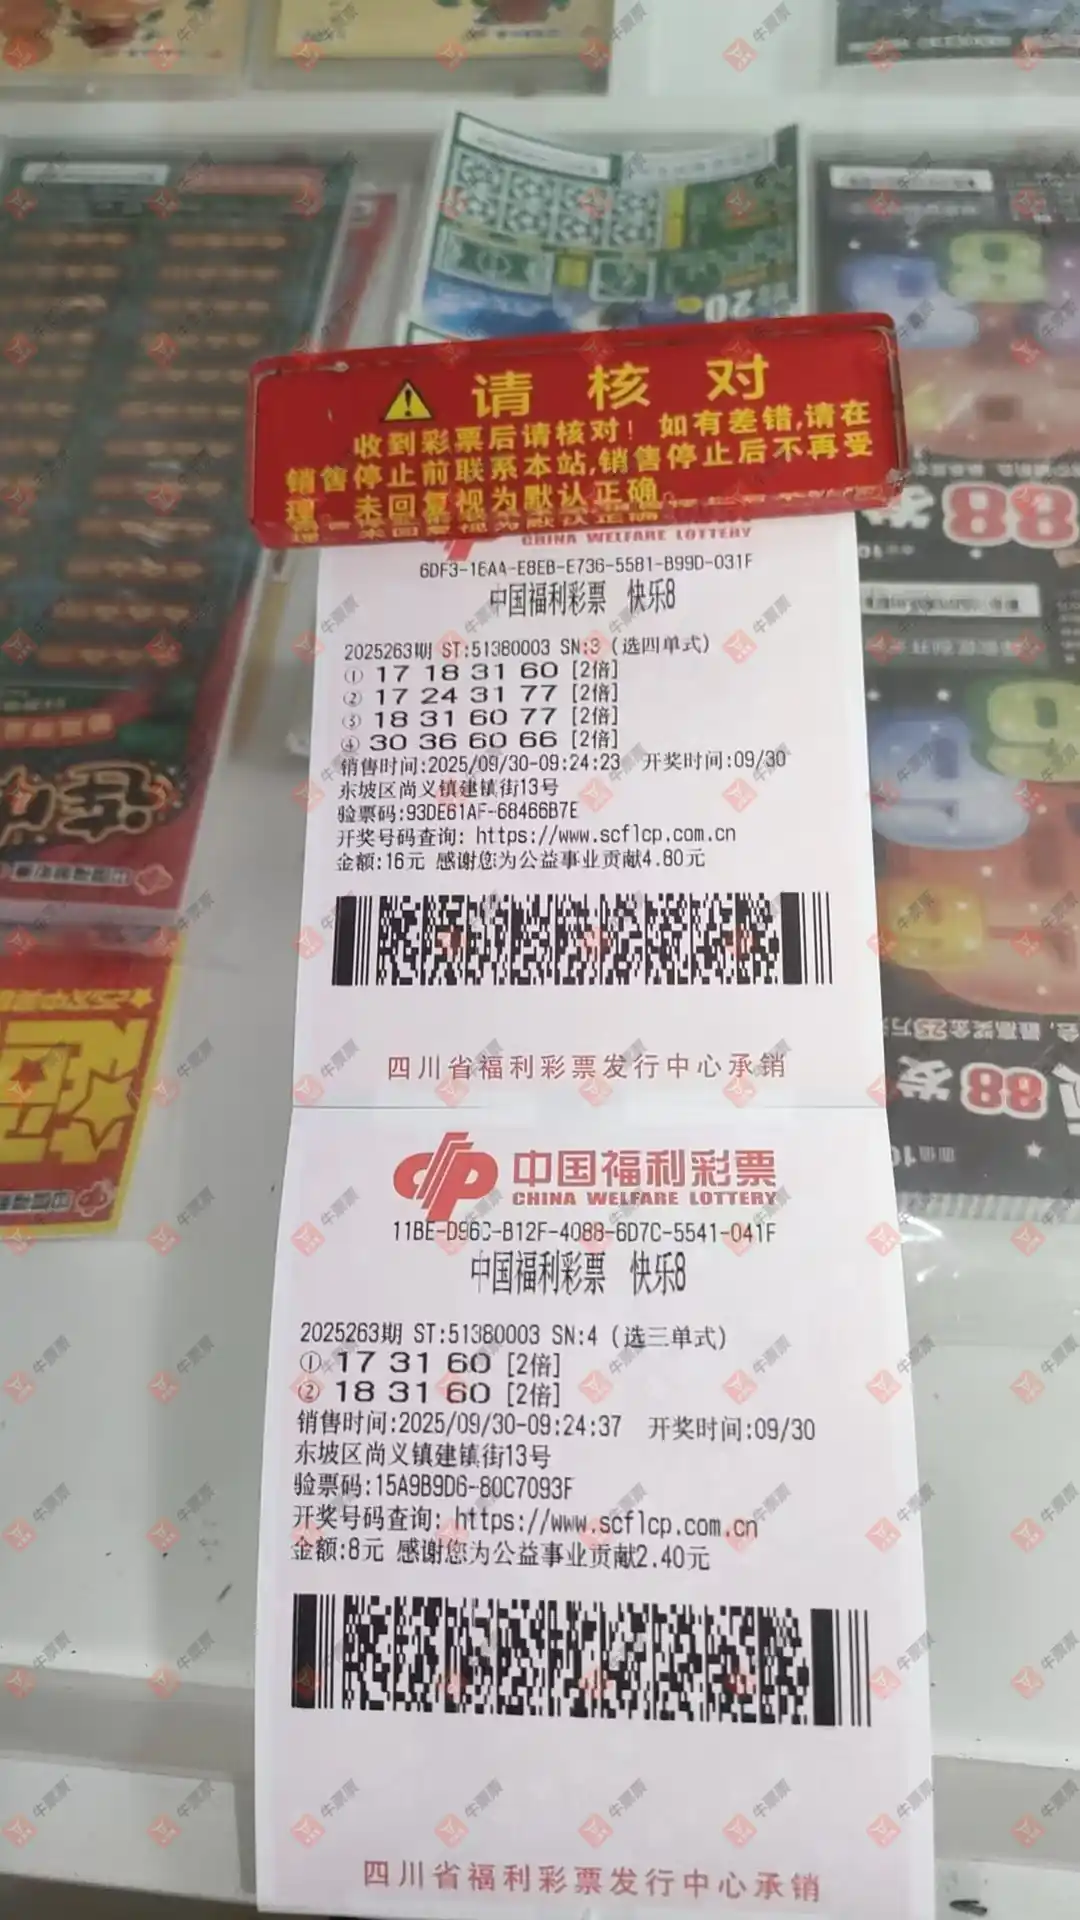 请核对
收到彩票后请核对！如有差错,请在
销售停止前联系本站,销售停止后不再受
理 未回复视为默认正确
CHINA WELFARE LOTTERY
6DF3-16AA-E8EB-E736-5581-B99D-031F
中国福利彩票 快乐8
2025263期 ST:51380003 SN:3 (选四单式)
① 17 18 31 60 [2倍]
② 17 24 31 77 [2倍]
③ 18 31 60 77 [2倍]
④ 30 36 60 66 [2倍]
销售时间:2025/09/30-09:24:23 开奖时间:09/30
东坡区尚义镇建镇街13号
验票码:93DE61AF-68466B7E
开奖号码查询: https://www.scflcp.com.cn
金额:16元 感谢您为公益事业贡献4.80元
四川省福利彩票发行中心承销
中国福利彩票
CHINA WELFARE LOTTERY
11BE-D96C-B12F-4088-6D7C-5541-041F
中国福利彩票 快乐8
2025263期 ST:51380003 SN:4 (选三单式)
① 17 31 60 [2倍]
② 18 31 60 [2倍]
销售时间:2025/09/30-09:24:37 开奖时间:09/30
东坡区尚义镇建镇街13号
验票码:15A9B9D6-80C7093F
开奖号码查询: https://www.scflcp.com.cn
金额:8元 感谢您为公益事业贡献2.40元
四川省福利彩票发行中心承销
88发
88发
牛票票